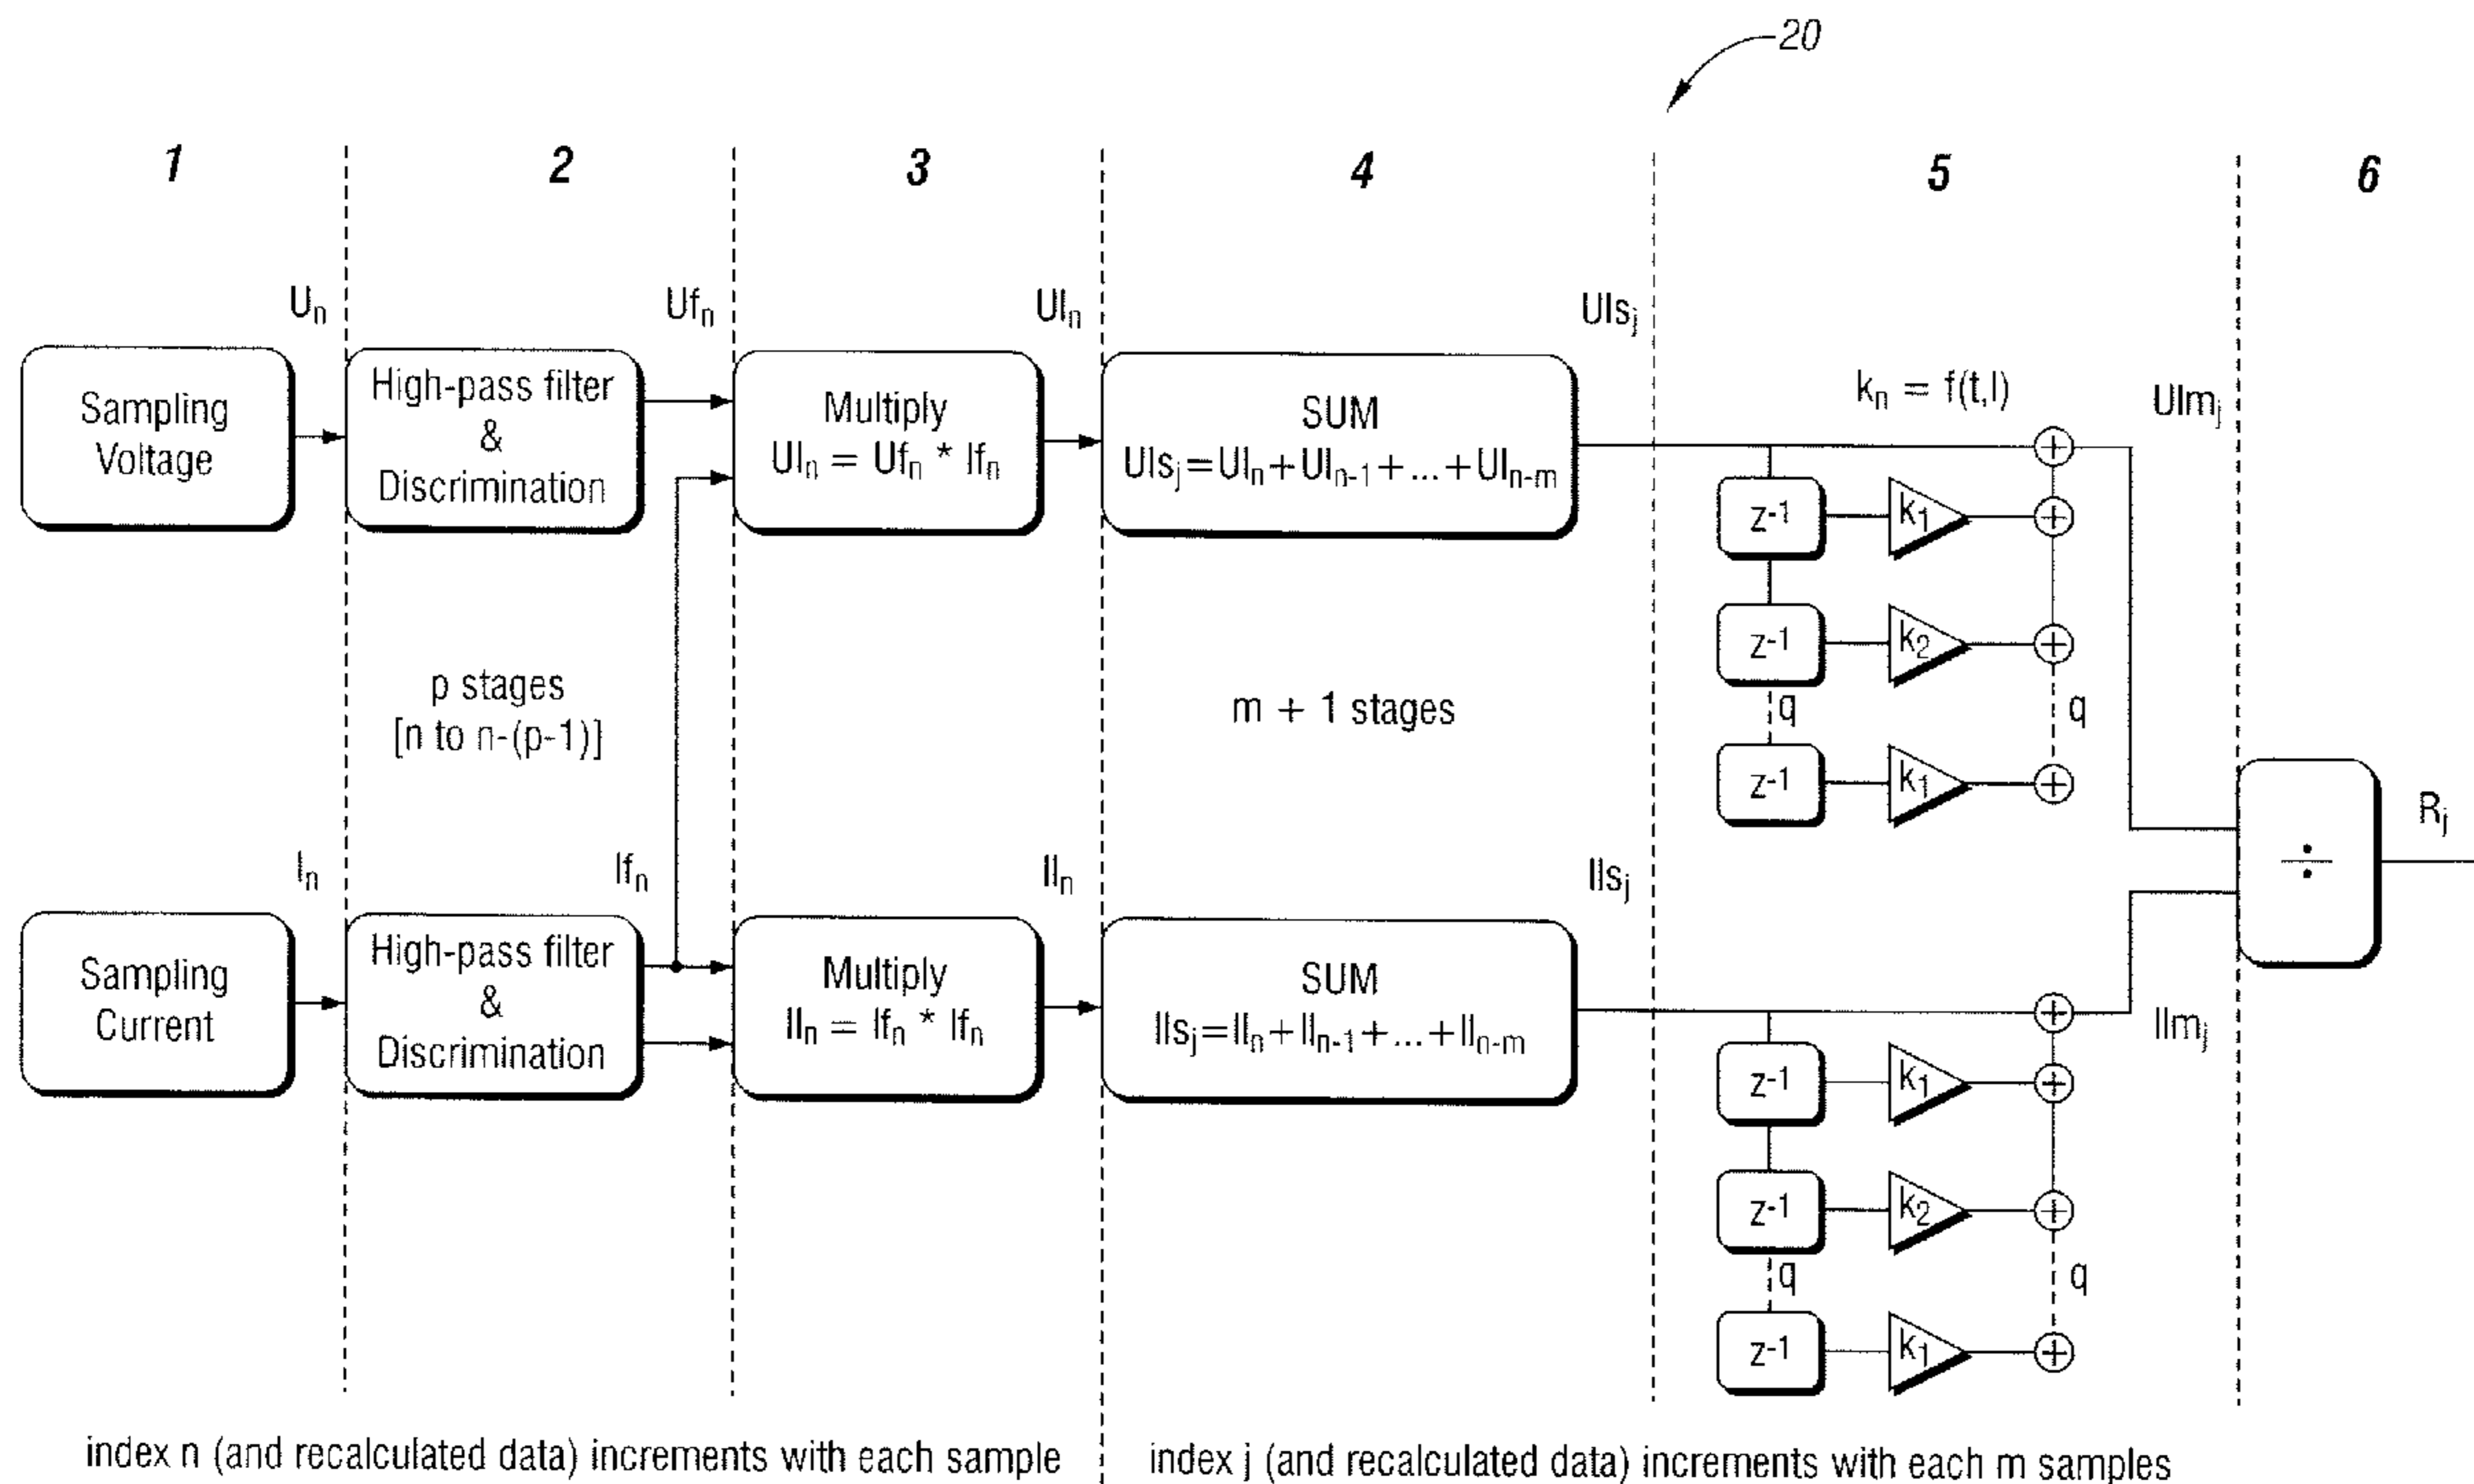 20
1 2 3 4 5 6
Uₙ
Ufₙ
UIₙ
UIsⱼ
UImⱼ
Sampling
Voltage
High-pass filter
&
Discrimination
Multiply
UIₙ = Ufₙ * Ifₙ
SUM
UIsⱼ=UIₙ+UIₙ₋₁+...+UIₙ₋ₘ
kₙ = f(t,I)
z⁻¹ k₁ +
z⁻¹ k₂ +
q q
z⁻¹ k₁ +
p stages
[n to n-(p-1)]
m + 1 stages
÷
Rⱼ
Iₙ
Ifₙ
IIₙ
IIsⱼ
IImⱼ
Sampling
Current
High-pass filter
&
Discrimination
Multiply
IIₙ = Ifₙ * Ifₙ
SUM
IIsⱼ=IIₙ+IIₙ₋₁+...+IIₙ₋ₘ
z⁻¹ k₁ +
z⁻¹ k₂ +
q q
z⁻¹ k₁ +
index n (and recalculated data) increments with each sample
index j (and recalculated data) increments with each m samples